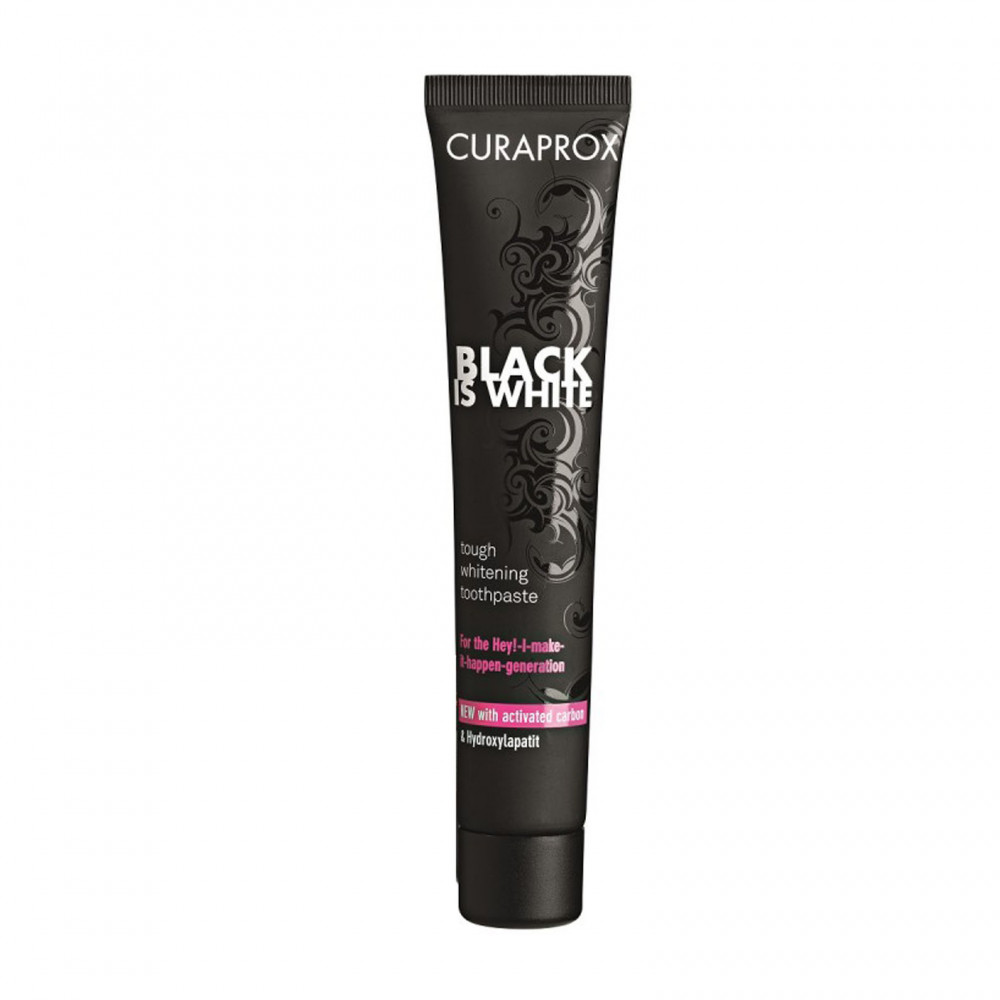 CURAPROX
BLACK
IS WHITE
tough
whitening
toothpaste
For the Hey!-I-make-
it-happen-generation
NEW with activated carbon
& Hydroxylapatit